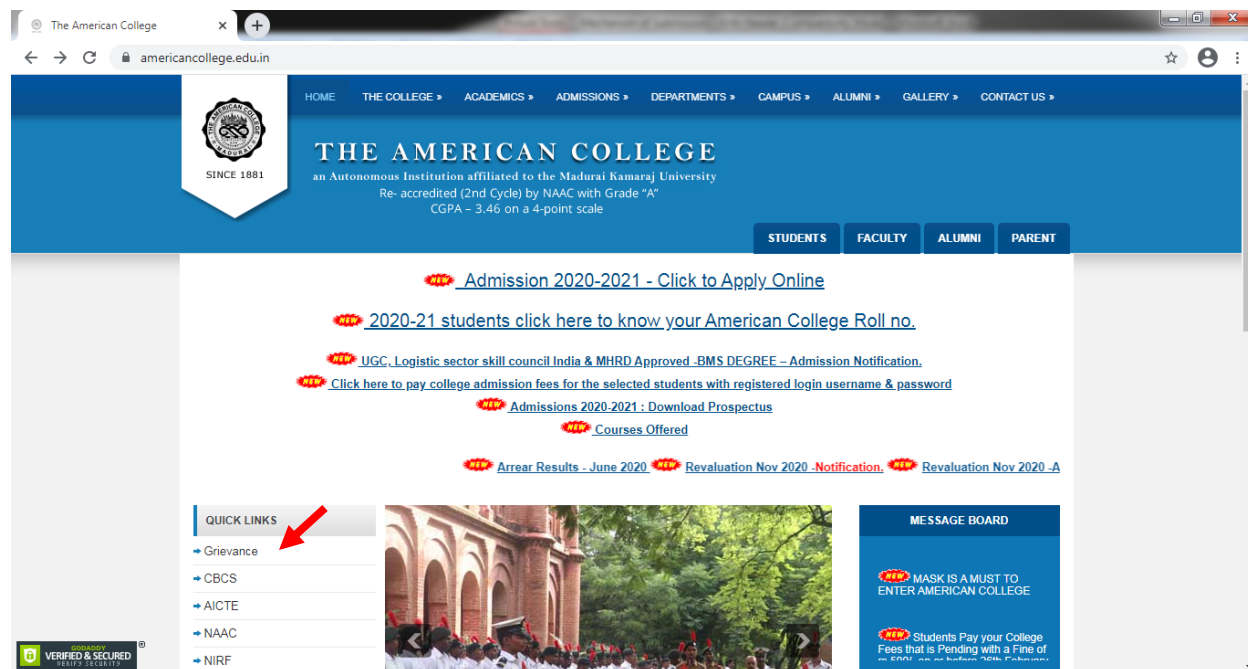 The American College
americancollege.edu.in
HOME THE COLLEGE » ACADEMICS » ADMISSIONS » DEPARTMENTS » CAMPUS » ALUMNI » GALLERY » CONTACT US »
THE AMERICAN COLLEGE
MADURAI
SINCE 1881
THE AMERICAN COLLEGE
an Autonomous Institution affiliated to the Madurai Kamaraj University
Re- accredited (2nd Cycle) by NAAC with Grade “A”
CGPA – 3.46 on a 4-point scale
STUDENTS FACULTY ALUMNI PARENT
NEW Admission 2020-2021 - Click to Apply Online
NEW 2020-21 students click here to know your American College Roll no.
NEW UGC, Logistic sector skill council India & MHRD Approved -BMS DEGREE – Admission Notification.
NEW Click here to pay college admission fees for the selected students with registered login username & password
NEW Admissions 2020-2021 : Download Prospectus
NEW Courses Offered
NEW Arrear Results - June 2020 NEW Revaluation Nov 2020 -Notification. NEW Revaluation Nov 2020 -A
QUICK LINKS
Grievance
CBCS
AICTE
NAAC
NIRF
MESSAGE BOARD
NEW MASK IS A MUST TO
ENTER AMERICAN COLLEGE
NEW Students Pay your College
Fees that is Pending with a Fine of
GODADDY
VERIFIED & SECURED
VERIFY SECURITY